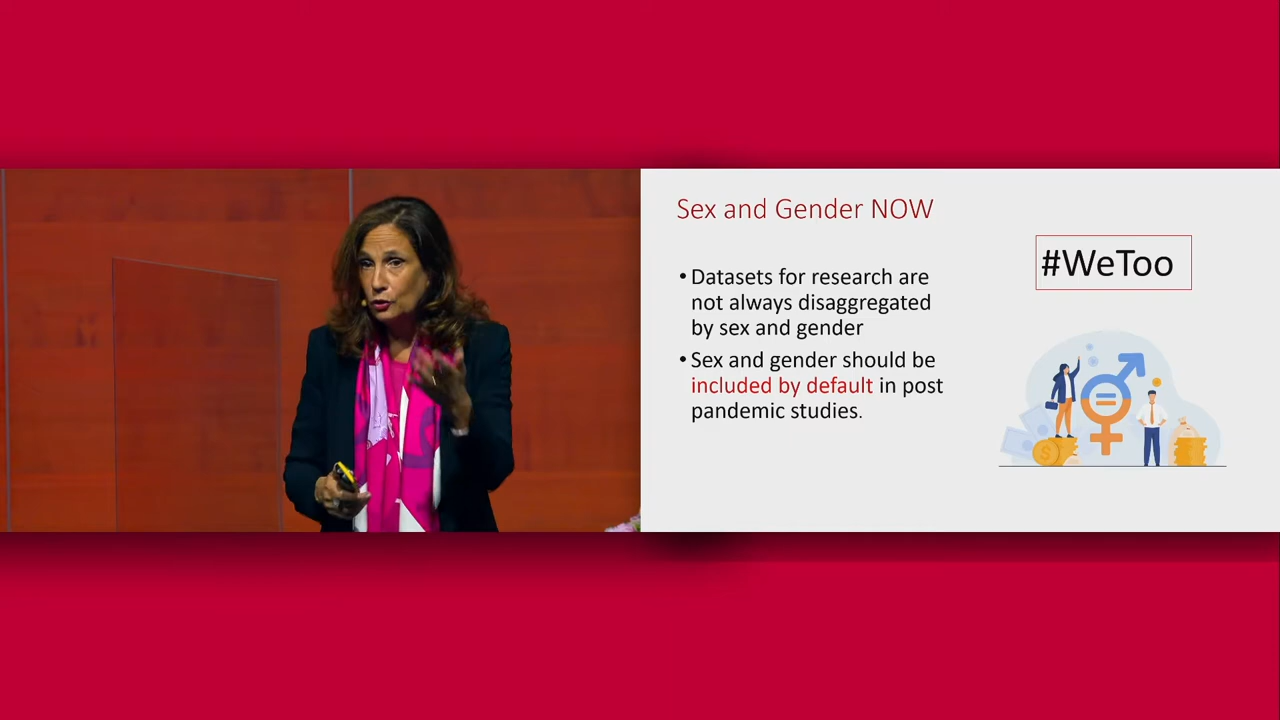 Sex and Gender NOW
#WeToo
• Datasets for research are
not always disaggregated
by sex and gender
• Sex and gender should be
included by default in post
pandemic studies.